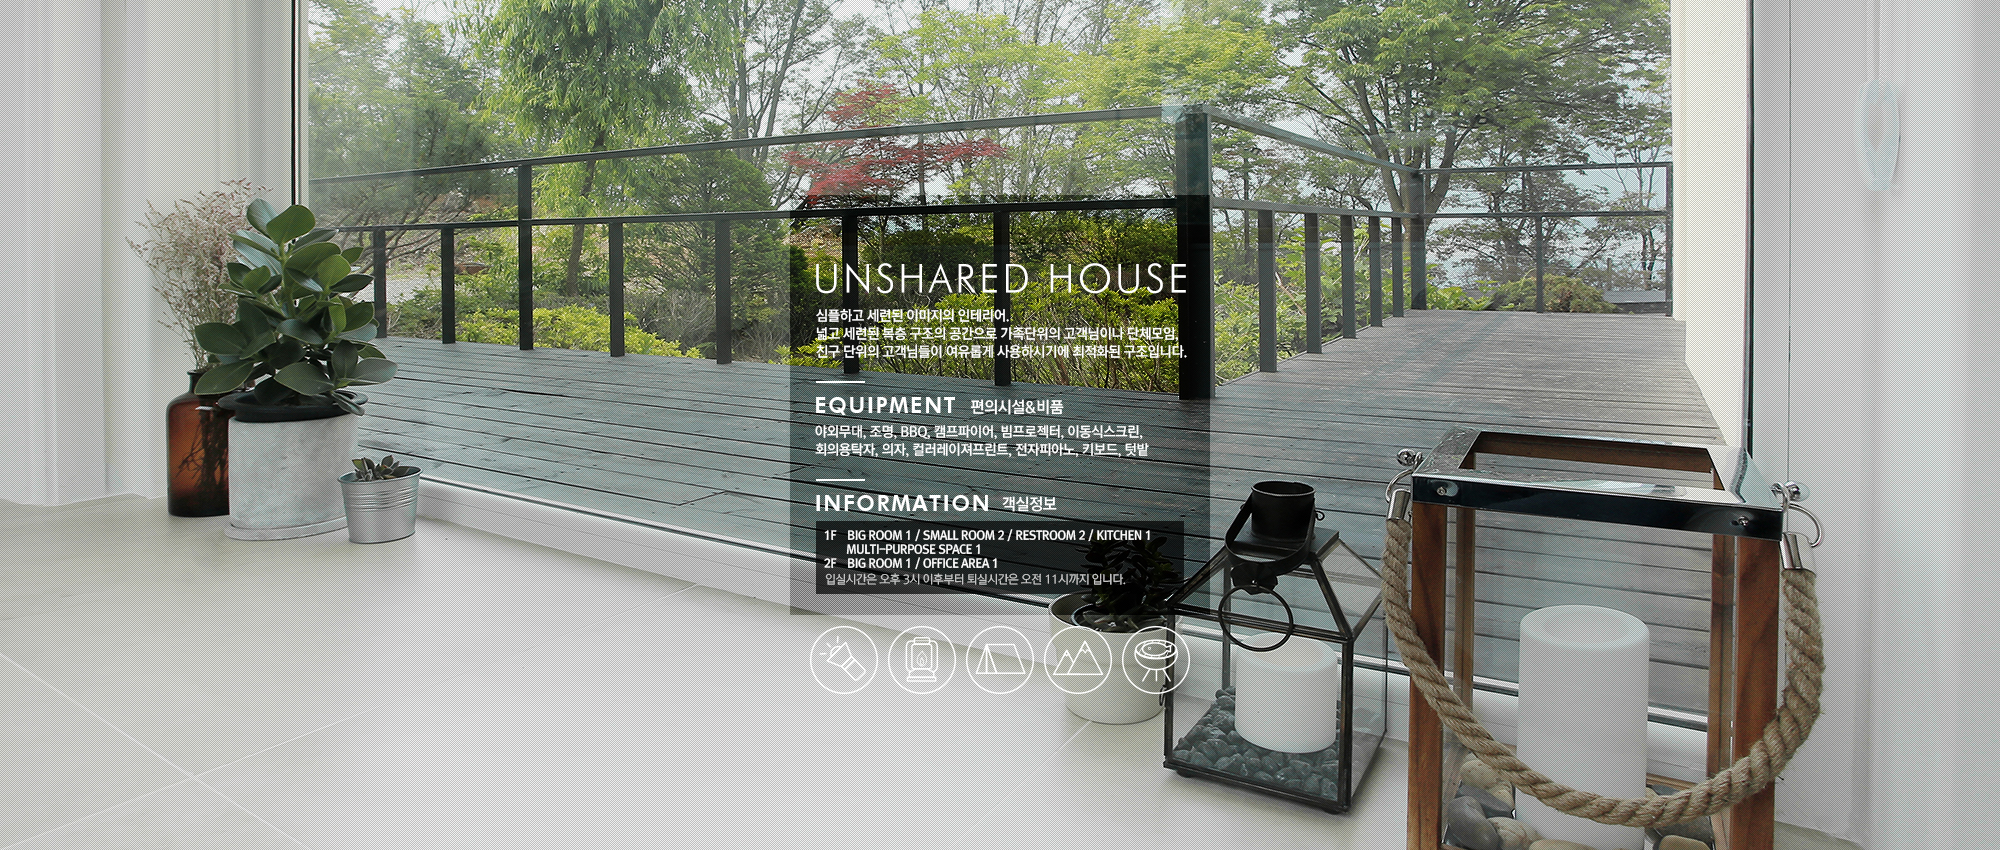 UNSHARED HOUSE
심플하고 세련된 이미지의 인테리어.
넓고 세련된 복층 구조의 공간으로 가족단위의 고객님이나 단체모임,
친구 단위의 고객님들이 여유롭게 사용하시기에 최적화된 구조입니다.
EQUIPMENT 편의시설&비품
야외무대, 조명, BBQ, 캠프파이어, 빔프로젝터, 이동식스크린,
회의용탁자, 의자, 컬러레이져프린트, 전자피아노, 키보드, 텃밭
INFORMATION 객실정보
1F BIG ROOM 1 / SMALL ROOM 2 / RESTROOM 2 / KITCHEN 1
MULTI-PURPOSE SPACE 1
2F BIG ROOM 1 / OFFICE AREA 1
입실시간은 오후 3시 이후부터 퇴실시간은 오전 11시까지 입니다.